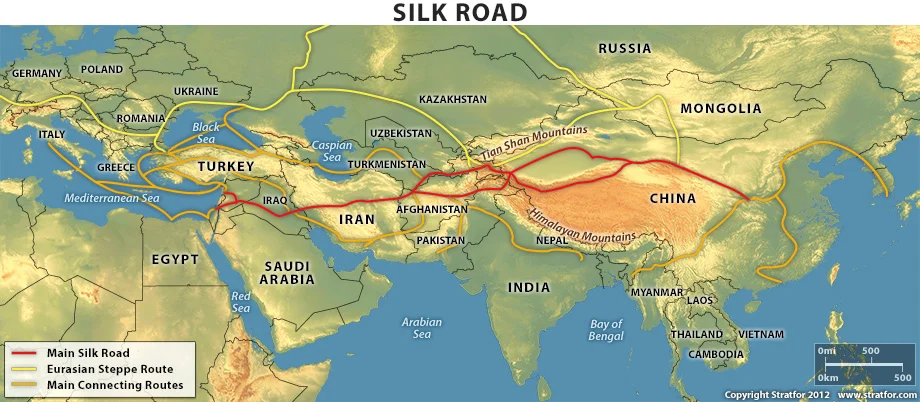 SILK ROAD
RUSSIA
GERMANY
POLAND
UKRAINE
KAZAKHSTAN
MONGOLIA
ROMANIA
Black
Sea
UZBEKISTAN
Tian Shan Mountains
ITALY
Caspian
Sea
GREECE
TURKEY
TURKMENISTAN
Mediterranean Sea
IRAQ
CHINA
IRAN
AFGHANISTAN
Himalayan Mountains
PAKISTAN
NEPAL
EGYPT
SAUDI
ARABIA
INDIA
MYANMAR
LAOS
Red
Sea
Arabian
Sea
Bay of
Bengal
THAILAND
VIETNAM
CAMBODIA
Main Silk Road
Eurasian Steppe Route
Main Connecting Routes
0mi 500
0km 500
Copyright Stratfor 2012 www.stratfor.com